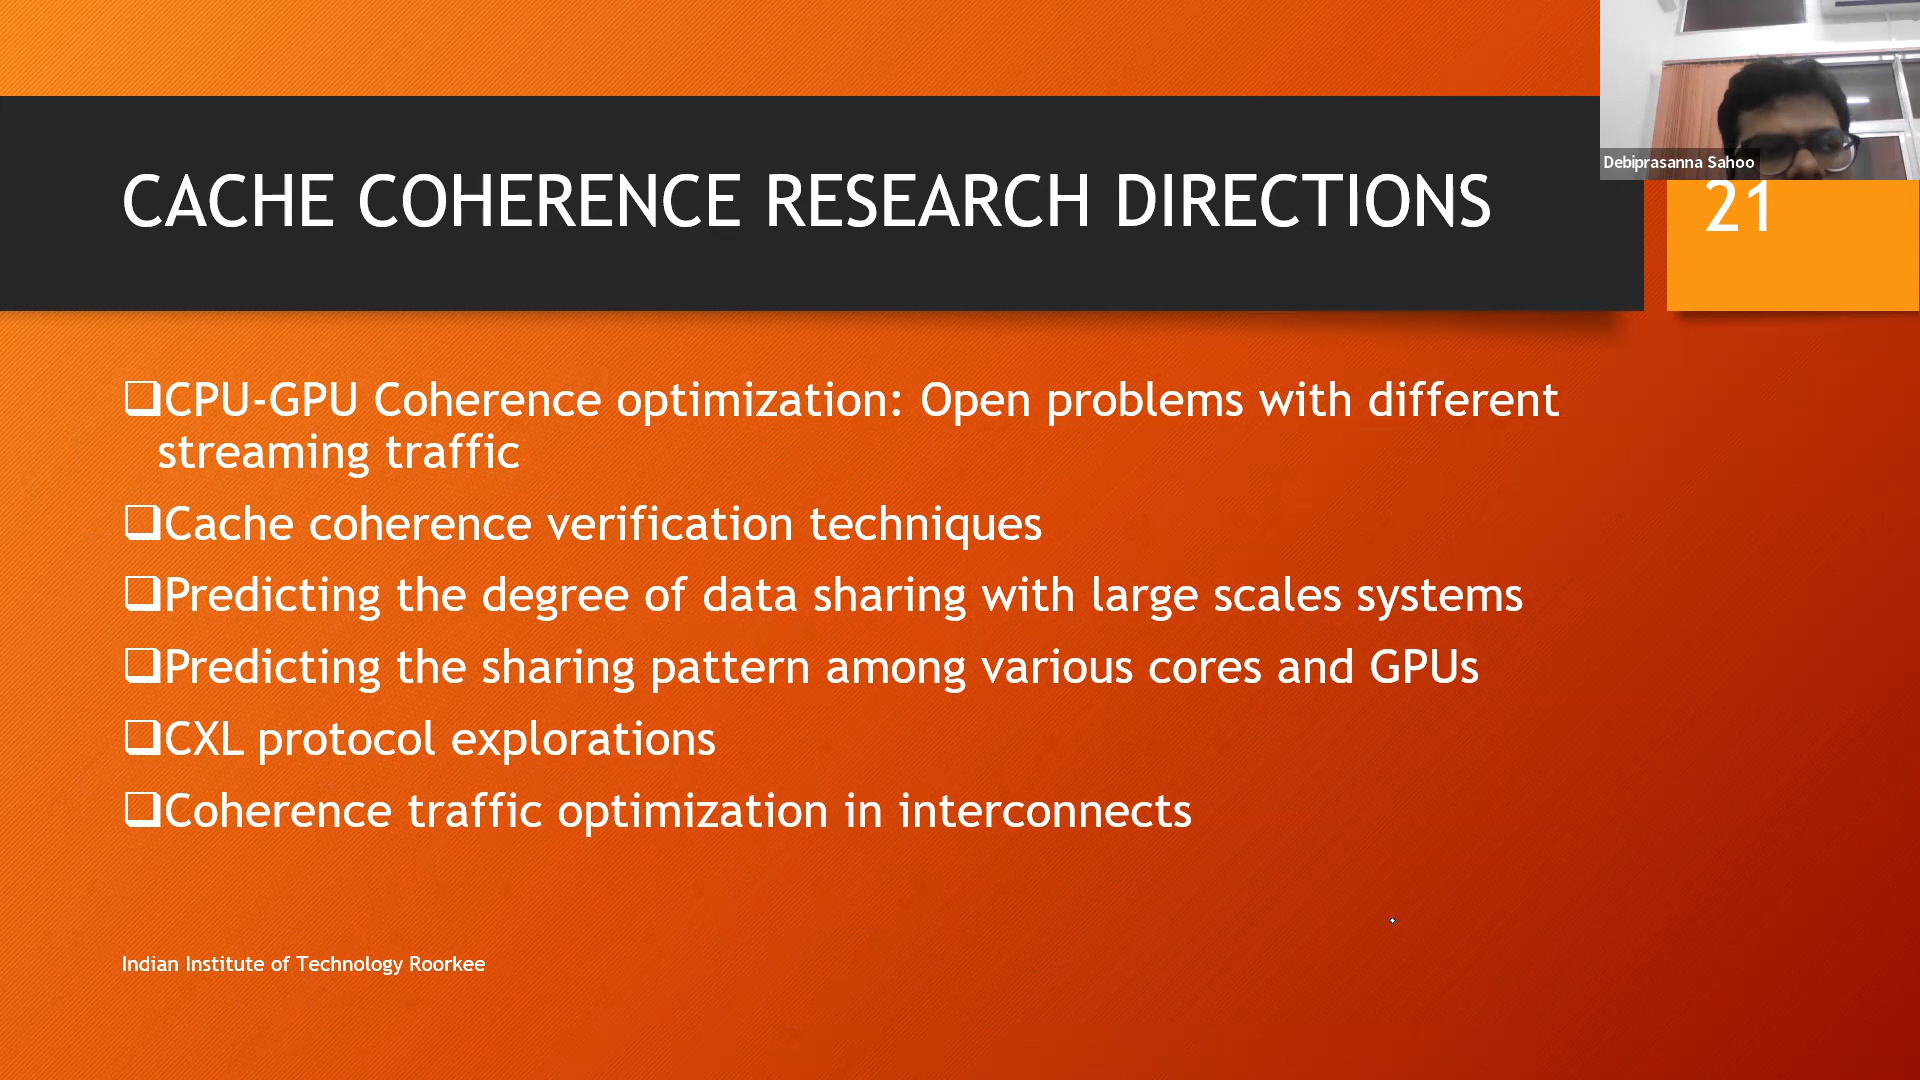 Debiprasanna Sahoo
CACHE COHERENCE RESEARCH DIRECTIONS
21
❑CPU-GPU Coherence optimization: Open problems with different
streaming traffic
❑Cache coherence verification techniques
❑Predicting the degree of data sharing with large scales systems
❑Predicting the sharing pattern among various cores and GPUs
❑CXL protocol explorations
❑Coherence traffic optimization in interconnects
Indian Institute of Technology Roorkee